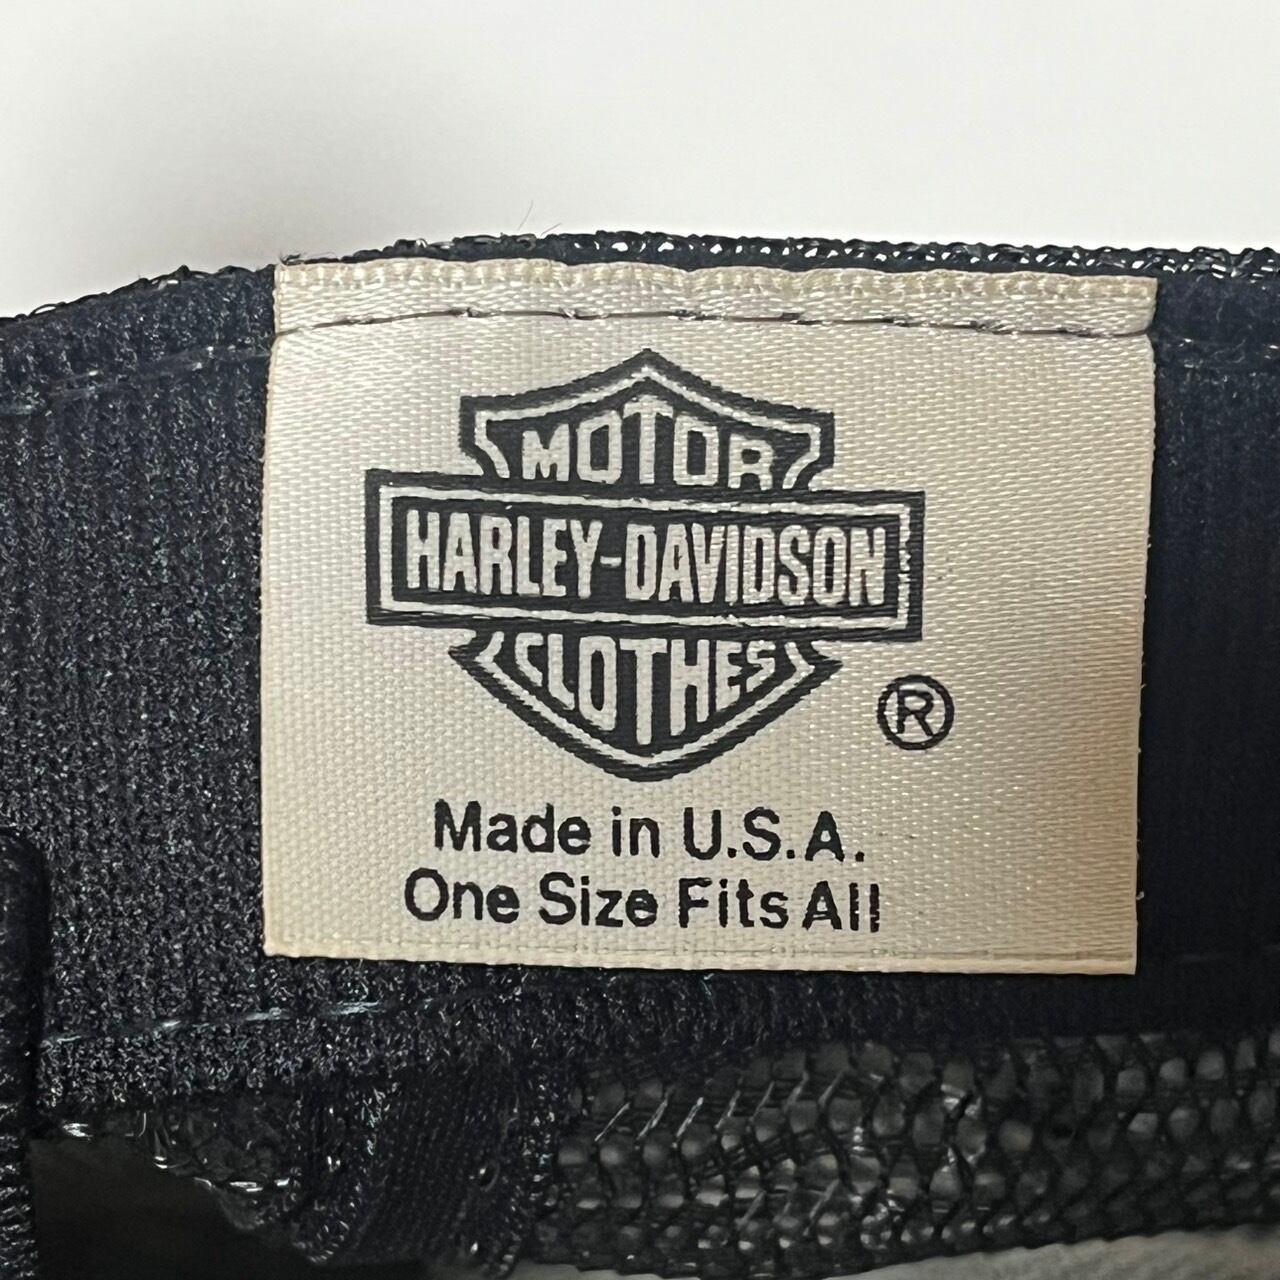 MOTOR
HARLEY-DAVIDSON
CLOTHES
®
Made in U.S.A.
One Size Fits All